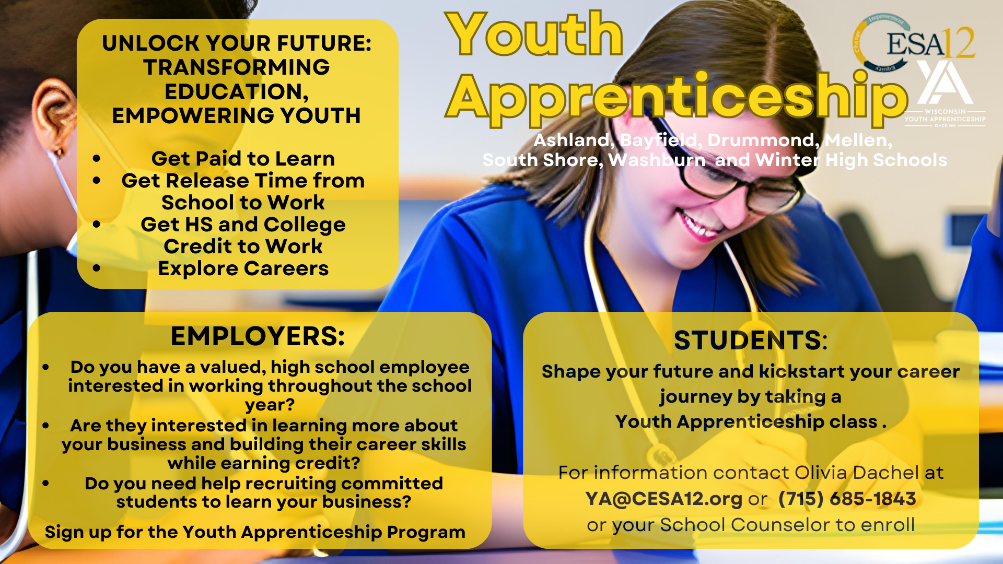 Youth
Apprenticeship
Ashland, Bayfield, Drummond, Mellen,
South Shore, Washburn and Winter High Schools
CESA12
WISCONSIN
YOUTH APPRENTICESHIP
UNLOCK YOUR FUTURE:
TRANSFORMING
EDUCATION,
EMPOWERING YOUTH
• Get Paid to Learn
• Get Release Time from
School to Work
• Get HS and College
Credit to Work
• Explore Careers
EMPLOYERS:
• Do you have a valued, high school employee
interested in working throughout the school
year?
• Are they interested in learning more about
your business and building their career skills
while earning credit?
• Do you need help recruiting committed
students to learn your business?
Sign up for the Youth Apprenticeship Program
STUDENTS:
Shape your future and kickstart your career
journey by taking a
Youth Apprenticeship class .
For information contact Olivia Dachel at
YA@CESA12.org or (715) 685-1843
or your School Counselor to enroll